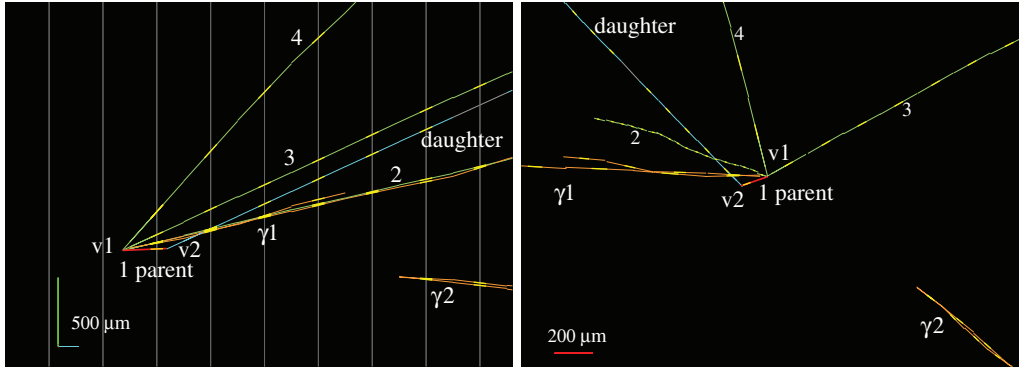 4
3
daughter
2
γ1
v1
v2
1 parent
γ2
500 µm
daughter
4
3
2
v1
γ1
v2
1 parent
γ2
200 µm